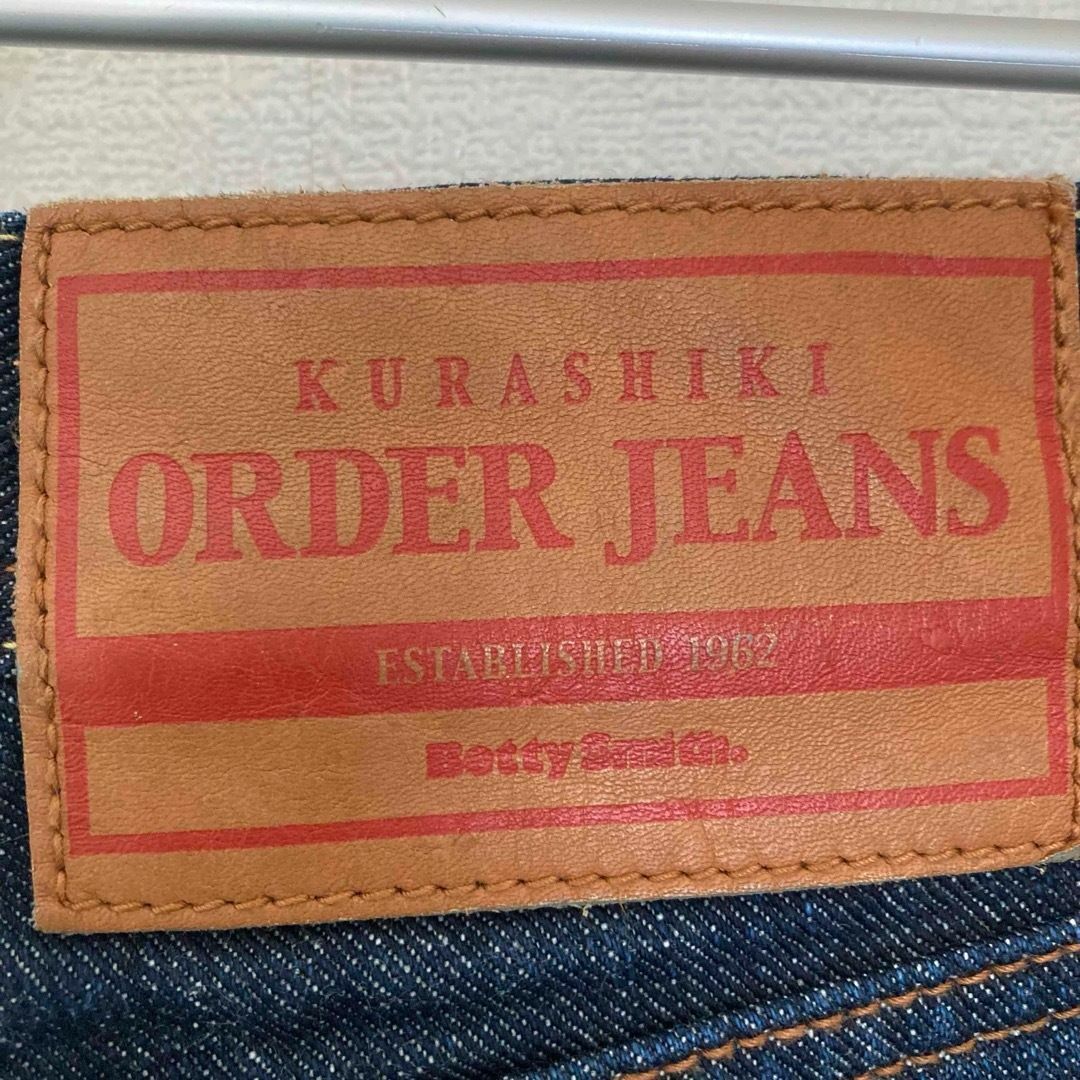 KURASHIKI
ORDER JEANS
ESTABLISHED 1962
Betty Smith.